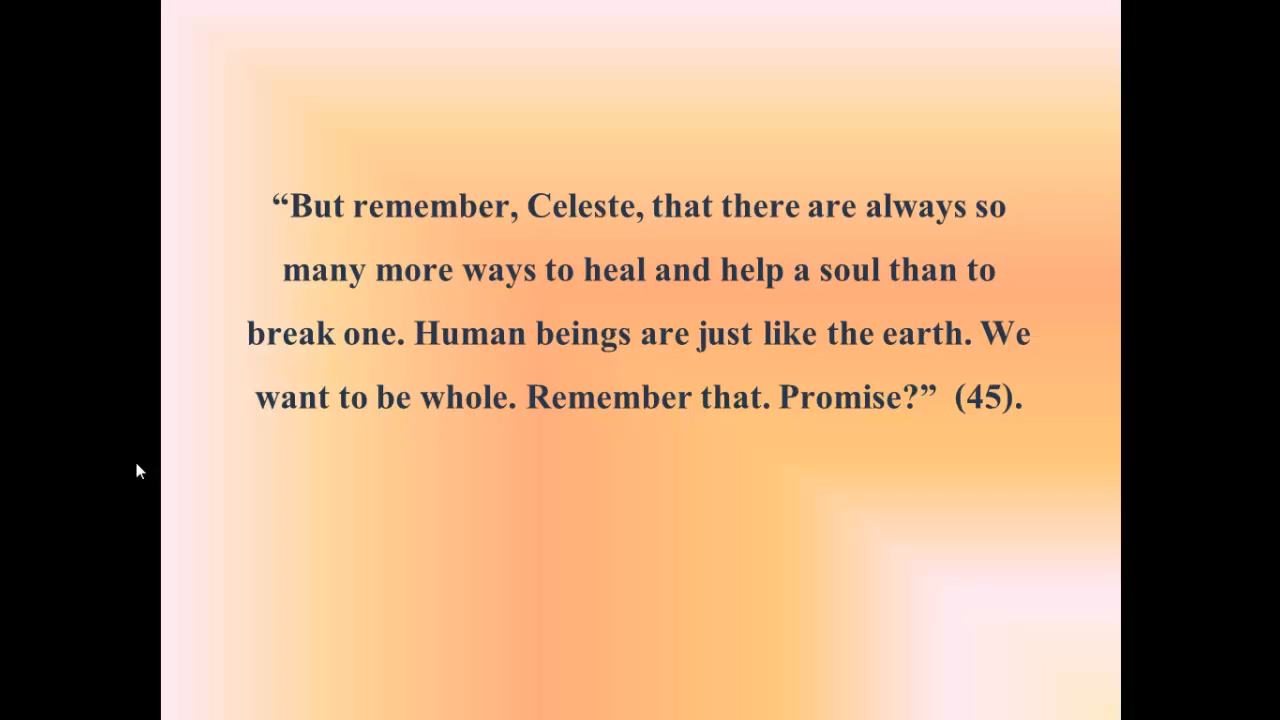 “But remember, Celeste, that there are always so
many more ways to heal and help a soul than to
break one. Human beings are just like the earth. We
want to be whole. Remember that. Promise?”  (45).